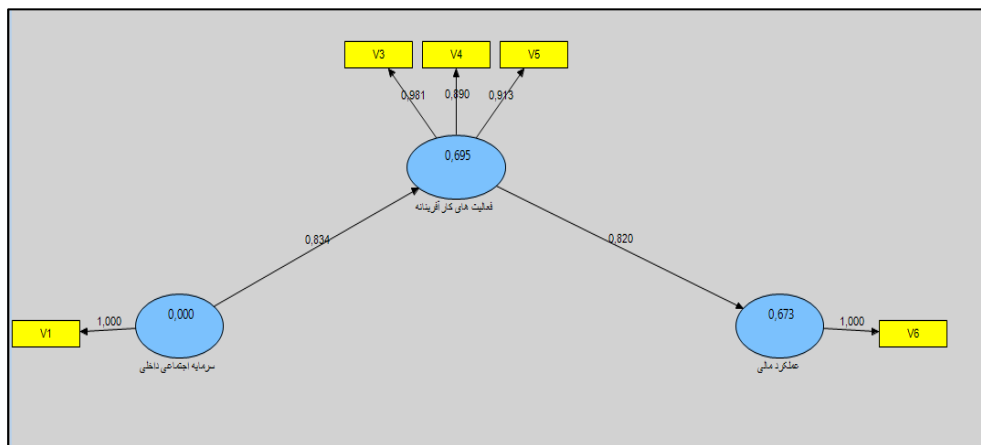 V3
V4
V5
0,981
0,890
0,913
0,695
فعالیت های کارآفرینانه
0,834
0,820
0,000
0,673
V1
1,000
1,000
V6
سرمایه اجتماعی داخلی
عملکرد مالی